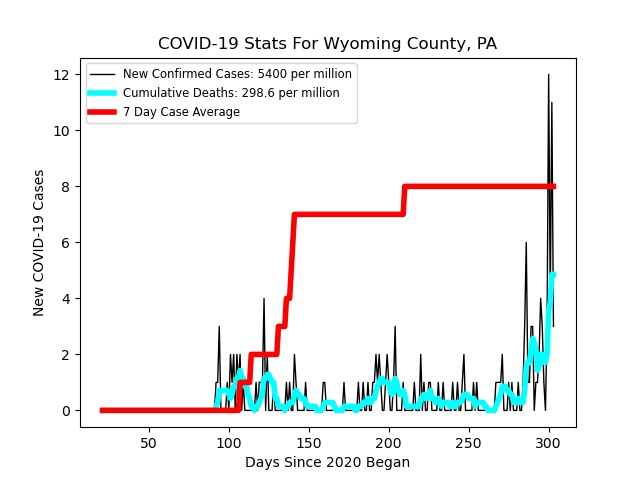 COVID-19 Stats For Wyoming County, PA
New Confirmed Cases: 5400 per million
Cumulative Deaths: 298.6 per million
7 Day Case Average
New COVID-19 Cases
12
10
8
6
4
2
0
50
100
150
200
250
300
Days Since 2020 Began